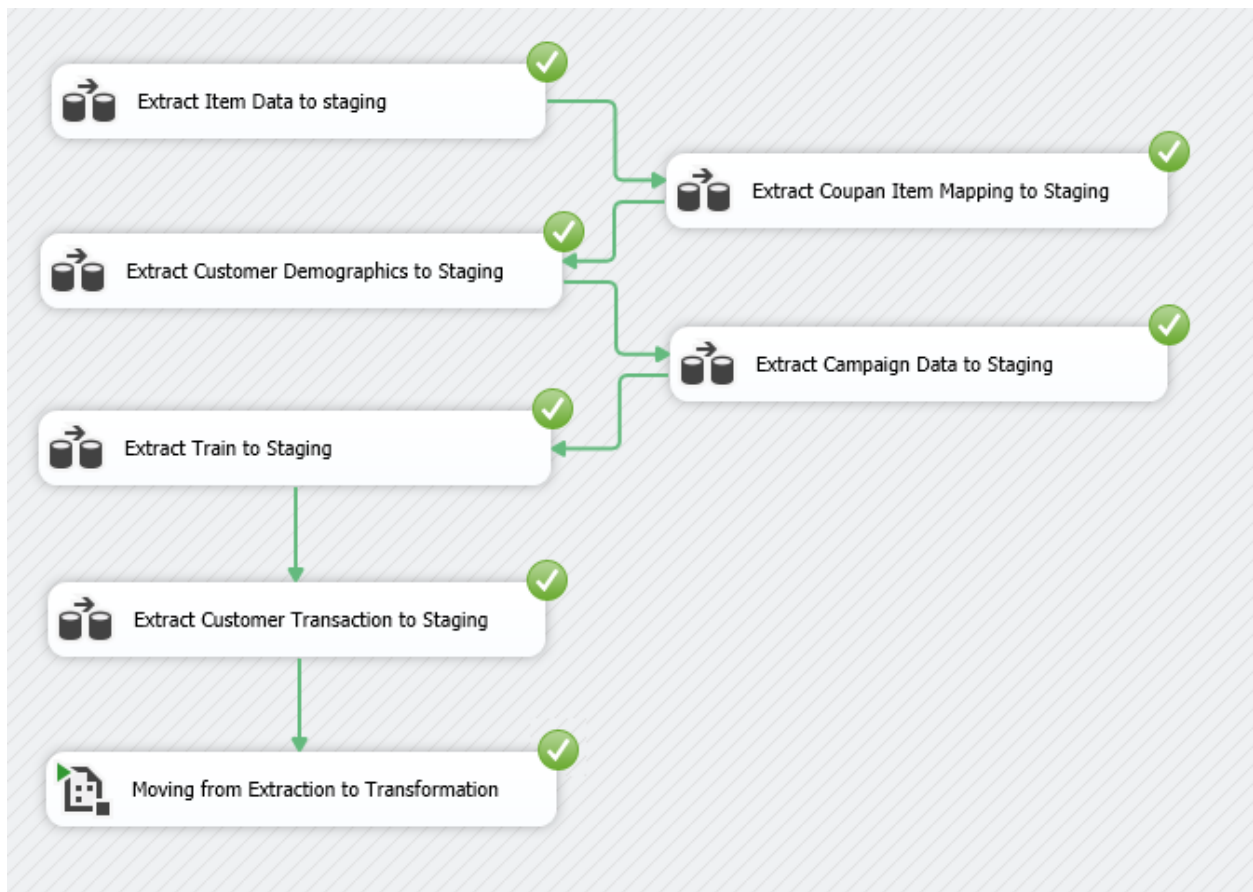 Extract Item Data to staging
Extract Coupan Item Mapping to Staging
Extract Customer Demographics to Staging
Extract Campaign Data to Staging
Extract Train to Staging
Extract Customer Transaction to Staging
Moving from Extraction to Transformation